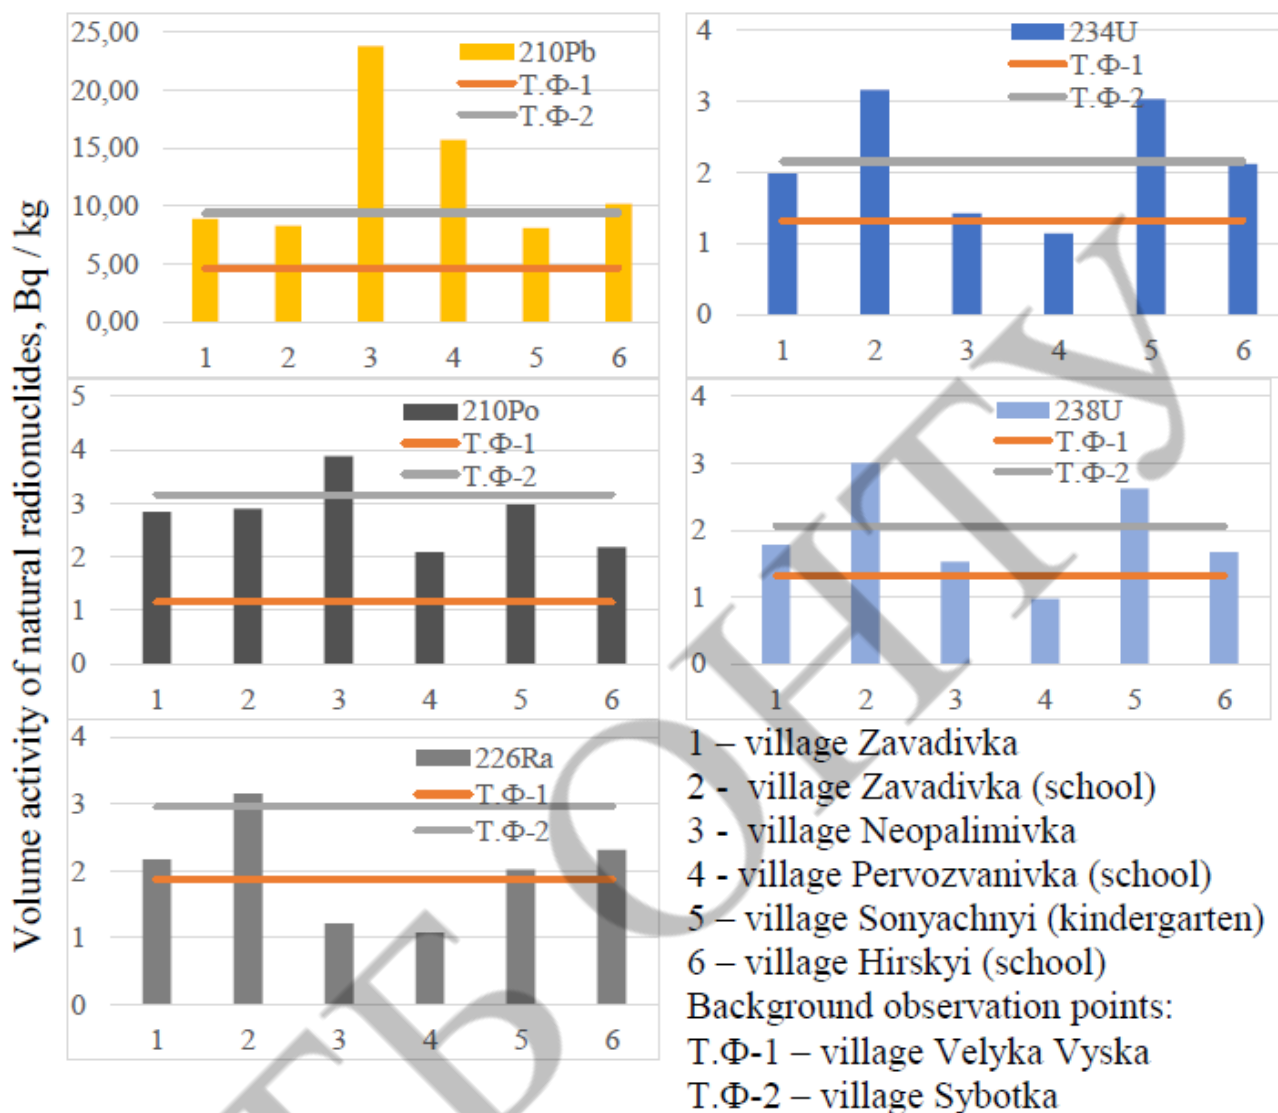 Volume activity of natural radionuclides, Bq / kg
25,00
20,00
15,00
10,00
5,00
0,00
210Pb
Т.Ф-1
Т.Ф-2
1 2 3 4 5 6
4
3
2
1
0
234U
Т.Ф-1
Т.Ф-2
1 2 3 4 5 6
5
4
3
2
1
0
210Po
Т.Ф-1
Т.Ф-2
1 2 3 4 5 6
4
3
2
1
0
238U
Т.Ф-1
Т.Ф-2
1 2 3 4 5 6
4
3
2
1
0
226Ra
Т.Ф-1
Т.Ф-2
1 2 3 4 5 6
1 – village Zavadivka
2 - village Zavadivka (school)
3 - village Neopalimivka
4 - village Pervozvanivka (school)
5 – village Sonyachnyi (kindergarten)
6 – village Hirskyi (school)
Background observation points:
Т.Ф-1 – village Velyka Vyska
Т.Ф-2 – village Sybotka
ТБ ОНТУ